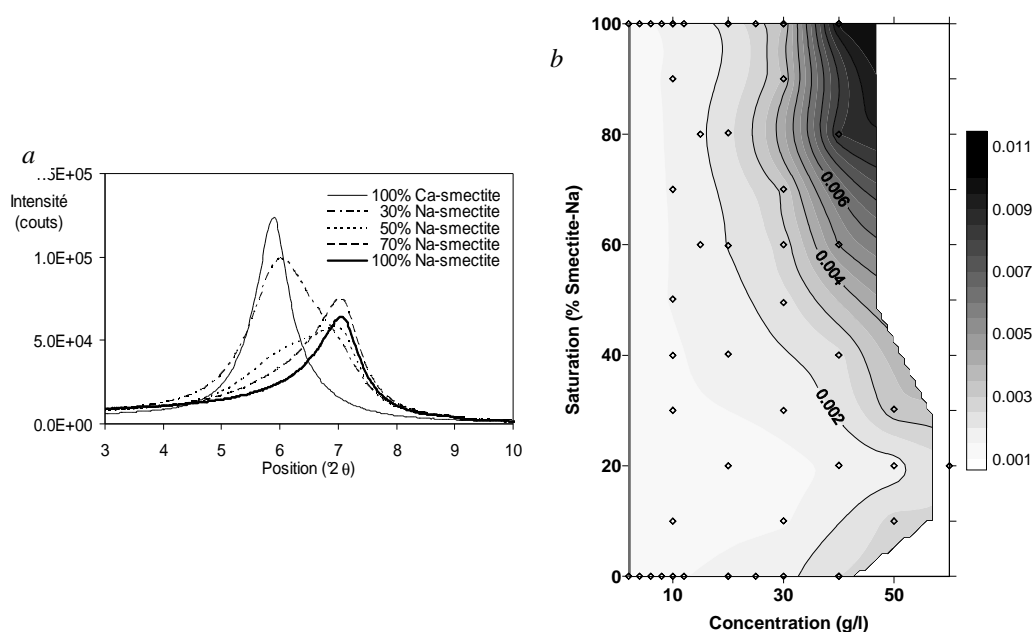 a
.5E+05
Intensité
(couts)
1.0E+05
5.0E+04
0.0E+00
3 4 5 6 7 8 9 10
Position (°2 θ)
100% Ca-smectite
30% Na-smectite
50% Na-smectite
70% Na-smectite
100% Na-smectite
b
100
80
60
40
20
0
Saturation (% Smectite-Na)
10 30 50
Concentration (g/l)
0.006
0.004
0.002
0.011
0.009
0.007
0.005
0.003
0.001